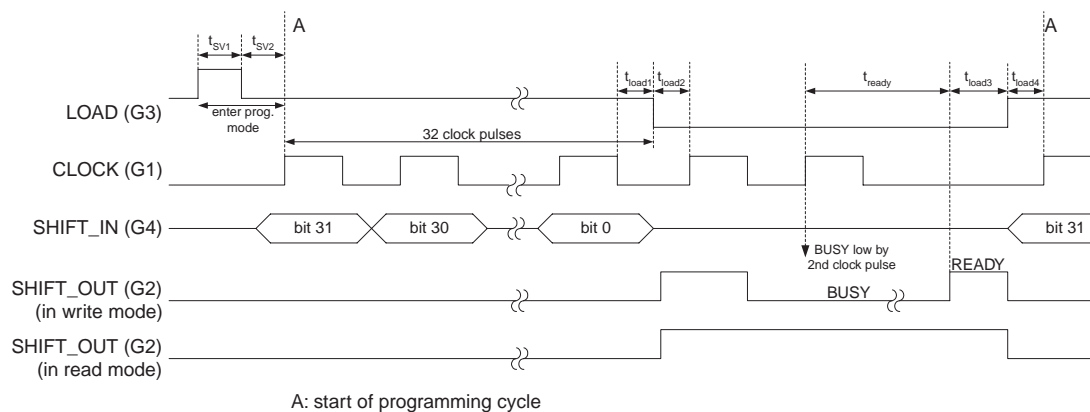 A A
tSV1 tSV2
tload1 tload2 tready tload3 tload4
LOAD (G3)
enter prog.
mode
32 clock pulses
CLOCK (G1)
SHIFT_IN (G4) bit 31 bit 30 bit 0 bit 31
BUSY low by
2nd clock pulse
READY
SHIFT_OUT (G2)
(in write mode)
BUSY
SHIFT_OUT (G2)
(in read mode)
A: start of programming cycle